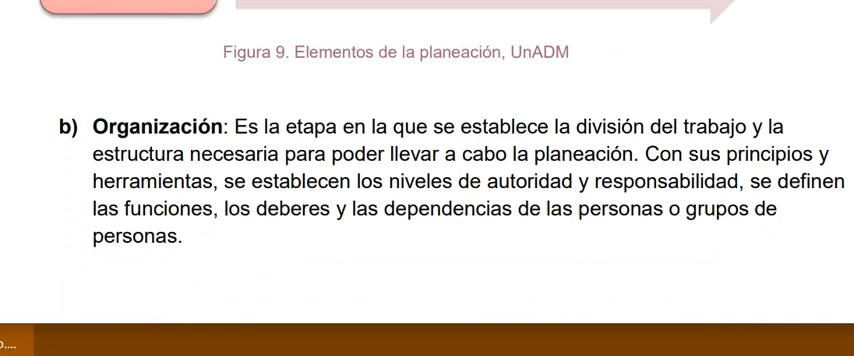 Figura 9. Elementos de la planeación, UnADM
b) Organización: Es la etapa en la que se establece la división del trabajo y la
estructura necesaria para poder llevar a cabo la planeación. Con sus principios y
herramientas, se establecen los niveles de autoridad y responsabilidad, se definen
las funciones, los deberes y las dependencias de las personas o grupos de
personas.